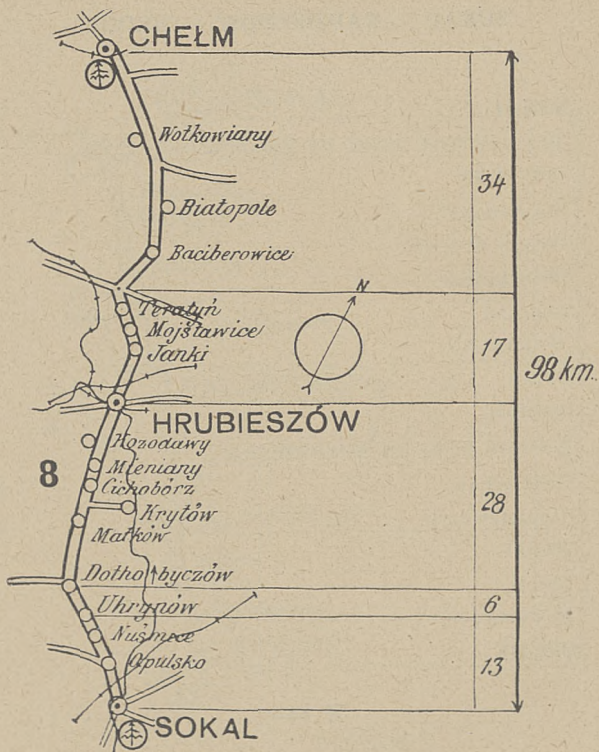 CHEŁM
Wołkowiany
34
Białopole
Baciberowice
N
Teratyń
Mojsławice
Janki
17
98 km.
HRUBIESZÓW
Kozodawy
8
Mieniany
Cichobórz
Kryłów
28
Małków
Dołhobyczów
Uhrynów
6
Nuśmice
Opulsko
13
SOKAL